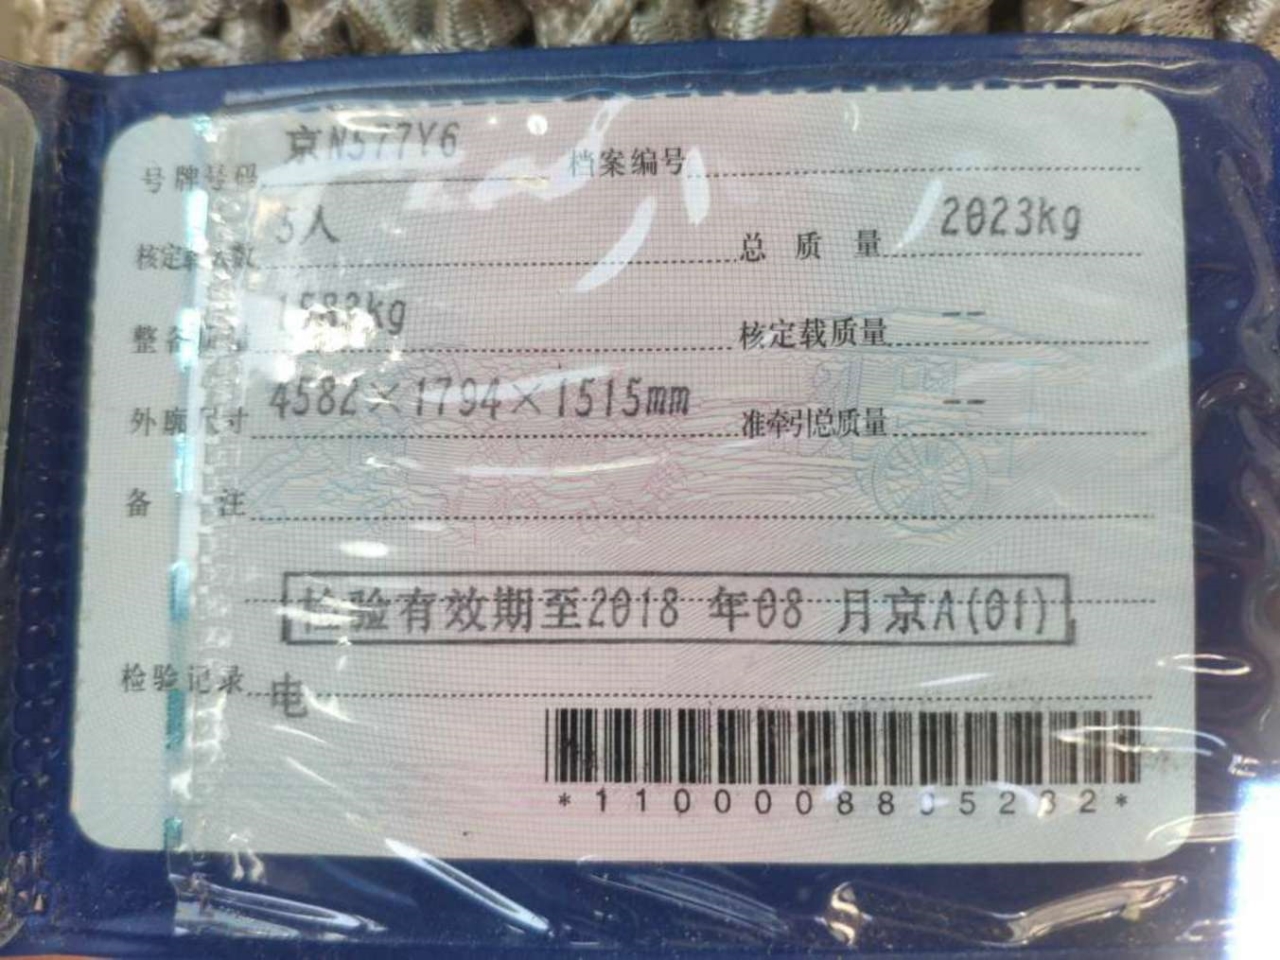 号牌号码 京N577Y6 档案编号
核定载人数 5人 总质量 2023kg
整备质量 kg 核定载质量 --
外廓尺寸 4582×1794×1515mm 准牵引总质量 --
备注
检验有效期至2018 年08 月京A(01)
检验记录 电